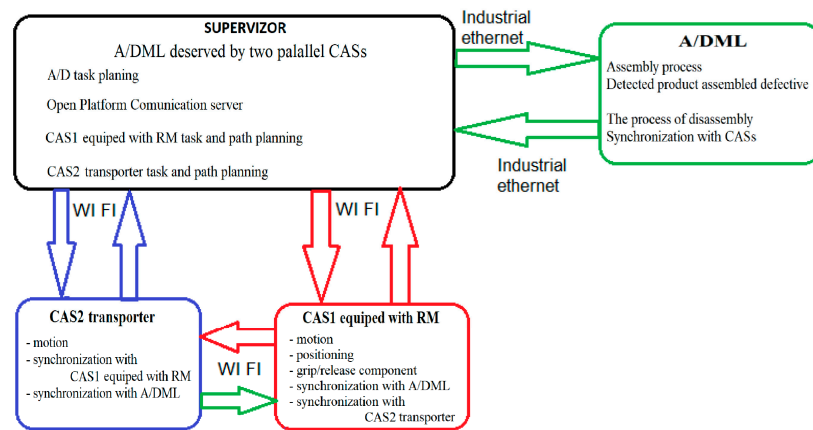 SUPERVIZOR
A/DML deserved by two palallel CASs
A/D task planing
Open Platform Comunication server
CAS1 equiped with RM task and path planning
CAS2 transporter task and path planning
Industrial
ethernet
A/DML
Assembly process
Detected product assembled defective
The process of disassembly
Synchronization with CASs
Industrial
ethernet
WI FI
WI FI
CAS2 transporter
- motion
- synchronization with
CAS1 equiped with RM
- synchronization with A/DML
WI FI
CAS1 equiped with RM
- motion
- positioning
- grip/release component
- synchronization with A/DML
- synchronization with
CAS2 transporter